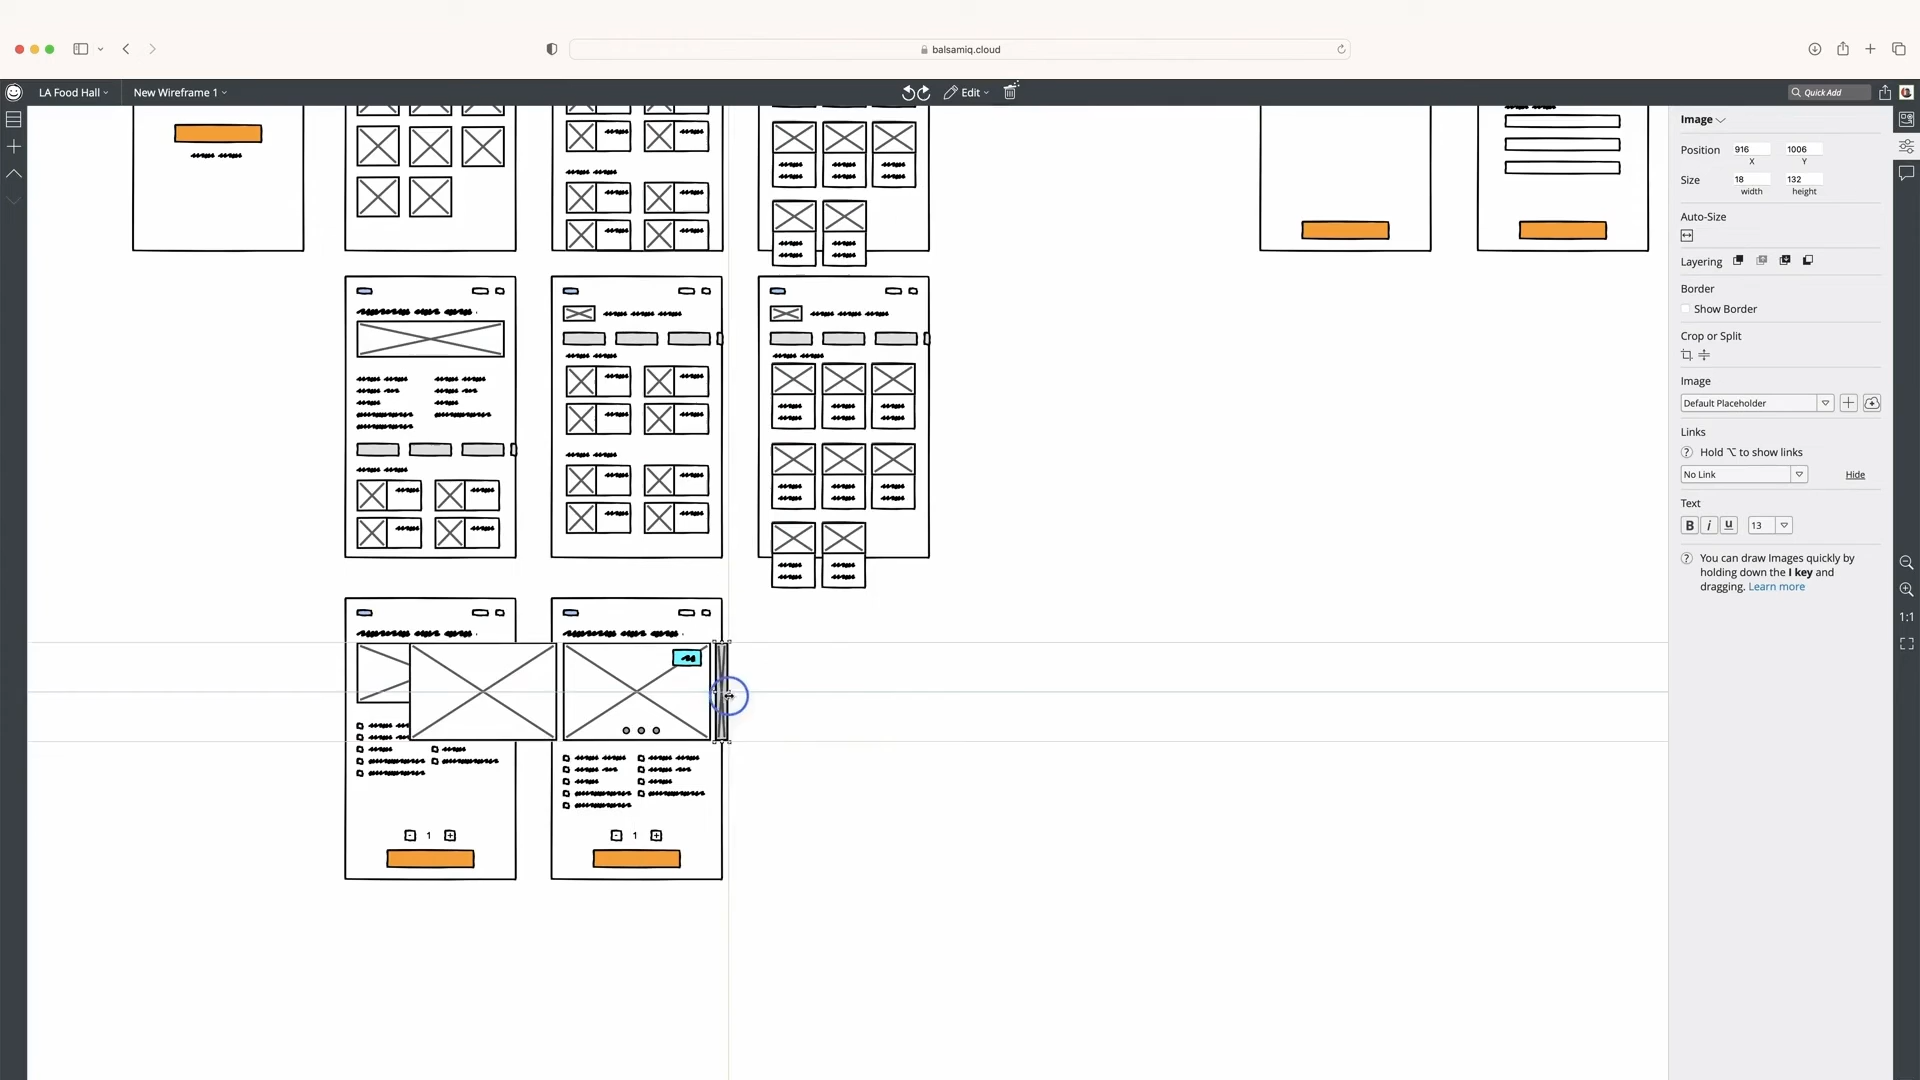 balsamiq.cloud
LA Food Hall
New Wireframe 1
Edit
Quick Add
Image
Position
916
1006
X
Y
Size
18
132
width
height
Auto-Size
Layering
Border
Show Border
Crop or Split
Image
Default Placeholder
Links
? Hold ⌥ to show links
No Link
Hide
Text
B
i
u
13
? You can draw Images quickly by
holding down the I key and
dragging. Learn more
1:1
- 1 +
- 1 +